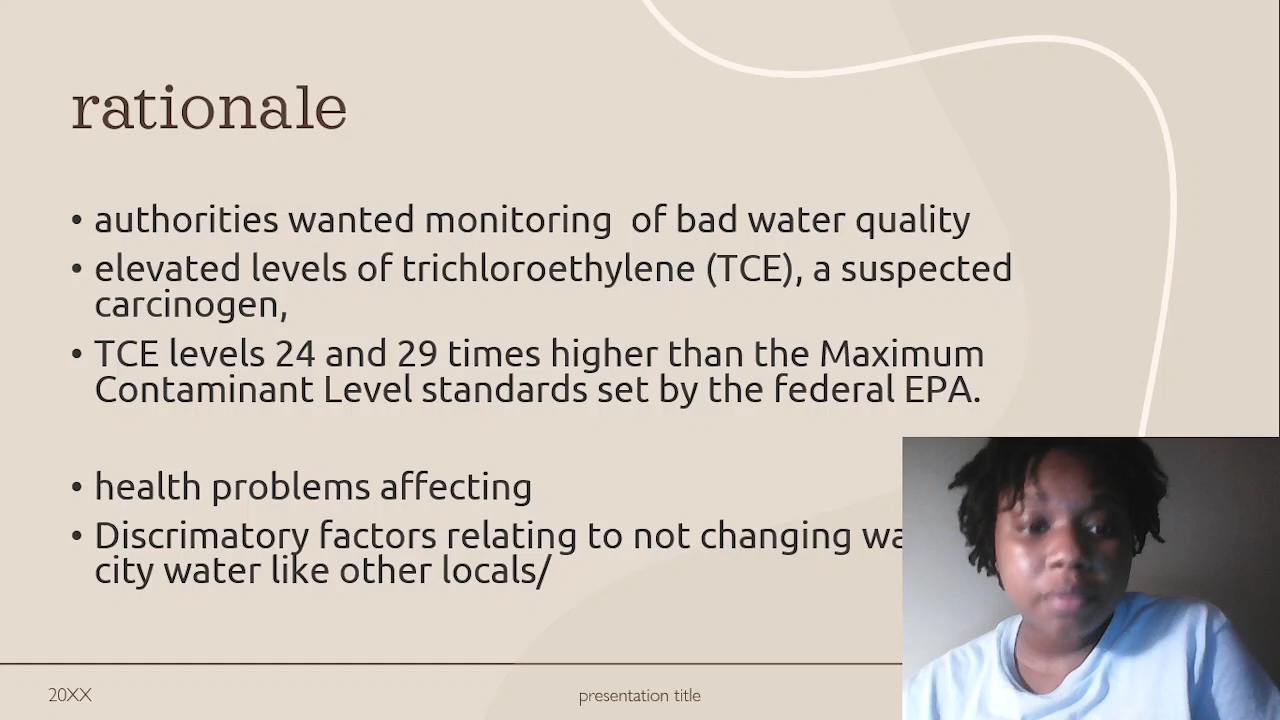 rationale
• authorities wanted monitoring  of bad water quality
• elevated levels of trichloroethylene (TCE), a suspected
carcinogen,
• TCE levels 24 and 29 times higher than the Maximum
Contaminant Level standards set by the federal EPA.
• health problems affecting
• Discrimatory factors relating to not changing
city water like other locals/
20XX
presentation title